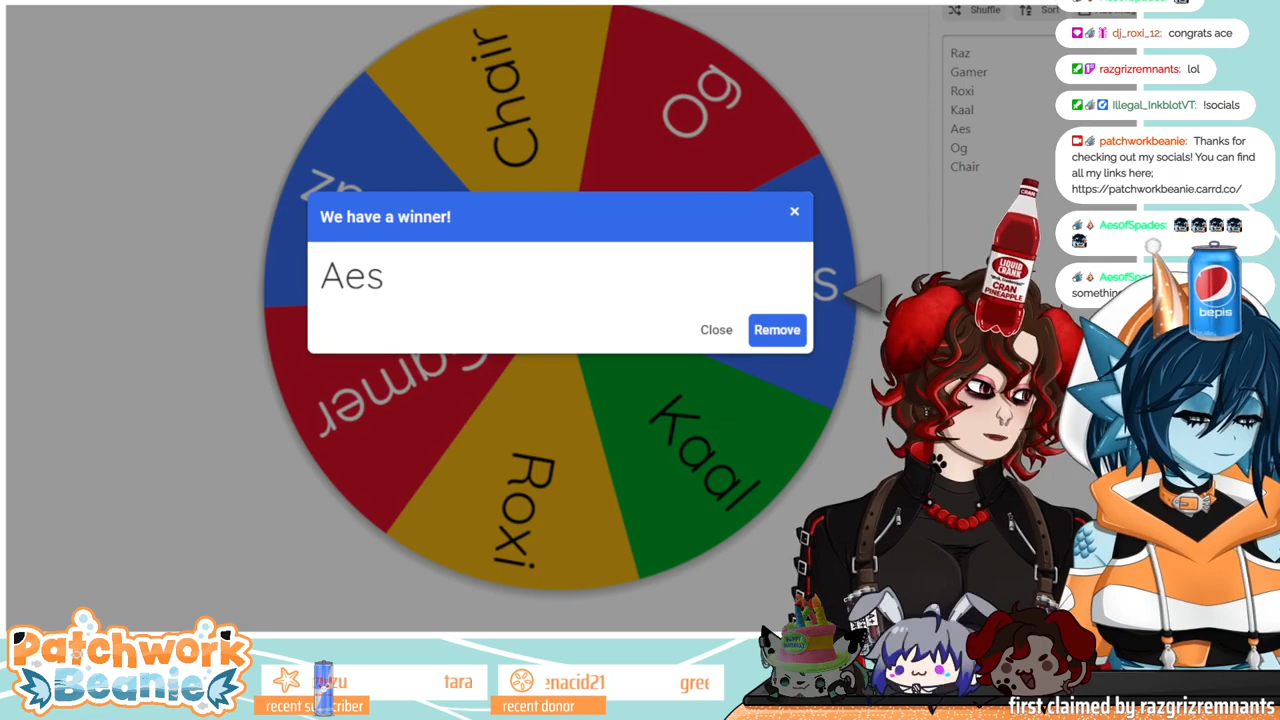 Shuffle Sort
Raz
Gamer
Roxi
Kaal
Aes
Og
Chair
Chair
Og
Kaal
Roxi
Gamer
We have a winner!
×
Aes
Close Remove
dj_roxi_12: congrats ace
razgrizremnants: lol
Illegal_InkblotVT: !socials
patchworkbeanie: Thanks for
checking out my socials! You can find
all my links here;
https://patchworkbeanie.carrd.co/
AesofSpades:
CRAN
LIQUID
CRANK
CRAN
PINEAPPLE
bepis
Patchwork
Beanie
tara
recent donor
first claimed by razgrizremnants